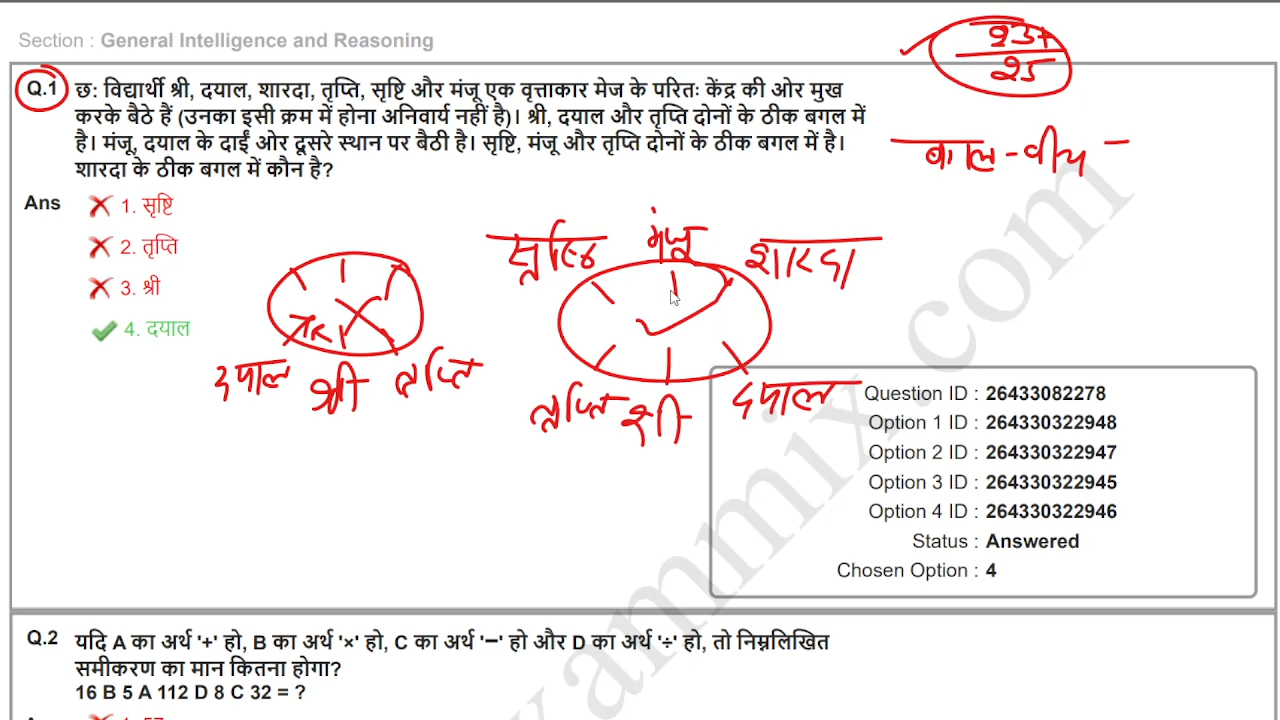 Section : General Intelligence and Reasoning
Q.1 छः विद्यार्थी श्री, दयाल, शारदा, तृप्ति, सृष्टि और मंजू एक वृत्ताकार मेज के परितः केंद्र की ओर मुख
करके बैठे हैं (उनका इसी क्रम में होना अनिवार्य नहीं है)। श्री, दयाल और तृप्ति दोनों के ठीक बगल में
है। मंजू, दयाल के दाईं ओर दूसरे स्थान पर बैठी है। सृष्टि, मंजू और तृप्ति दोनों के ठीक बगल में है।
शारदा के ठीक बगल में कौन है?
Ans
1. सृष्टि
2. तृप्ति
3. श्री
4. दयाल
25
मंजू
शारदा
दयाल श्री तृप्ति
तृप्ति श्री दयाल
Question ID : 26433082278
Option 1 ID : 264330322948
Option 2 ID : 264330322947
Option 3 ID : 264330322945
Option 4 ID : 264330322946
Status : Answered
Chosen Option : 4
Q.2 यदि A का अर्थ '+' हो, B का अर्थ '×' हो, C का अर्थ '−' हो और D का अर्थ '÷' हो, तो निम्नलिखित
समीकरण का मान कितना होगा?
16 B 5 A 112 D 8 C 32 = ?